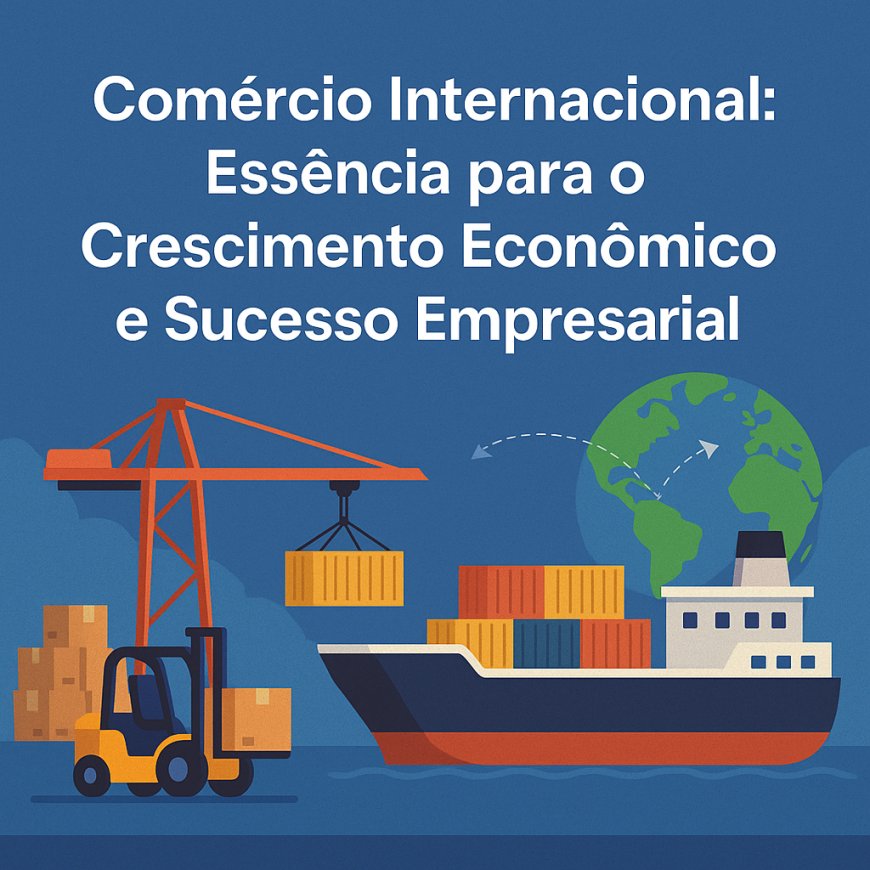 Comércio Internacional:
Essência para o
Crescimento Econômico
e Sucesso Empresarial